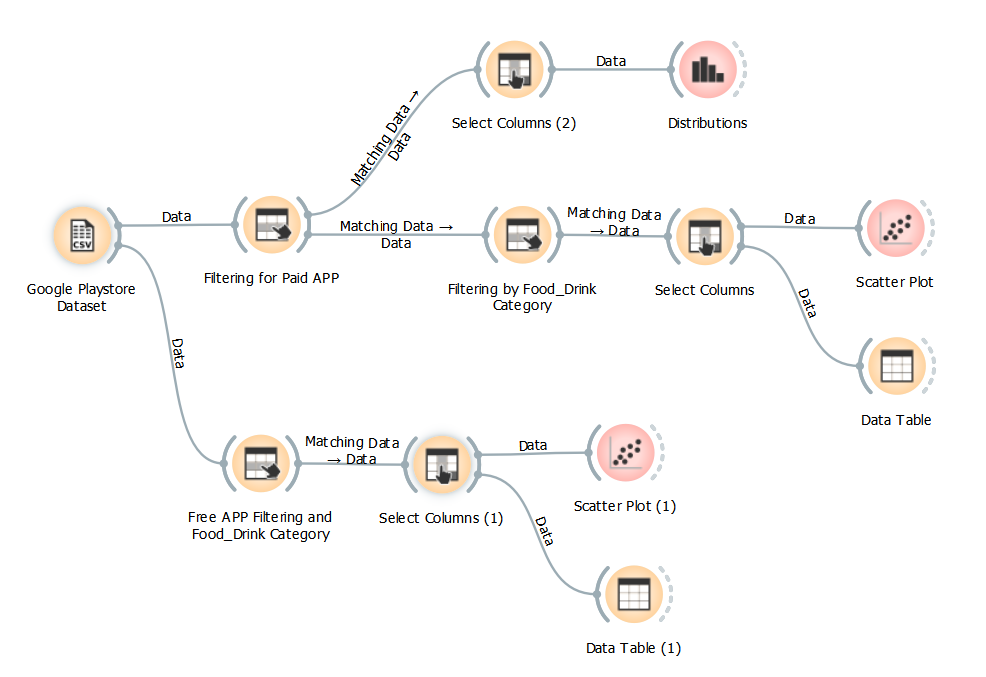 Data
Select Columns (2)
Distributions
Matching Data →
Data
Data
CSV
Google Playstore
Dataset
Filtering for Paid APP
Matching Data →
Data
Filtering by Food_Drink
Category
Matching Data
→ Data
Select Columns
Data
Scatter Plot
Data
Data Table
Data
Free APP Filtering and
Food_Drink Category
Matching Data
→ Data
Select Columns (1)
Data
Scatter Plot (1)
Data
Data Table (1)